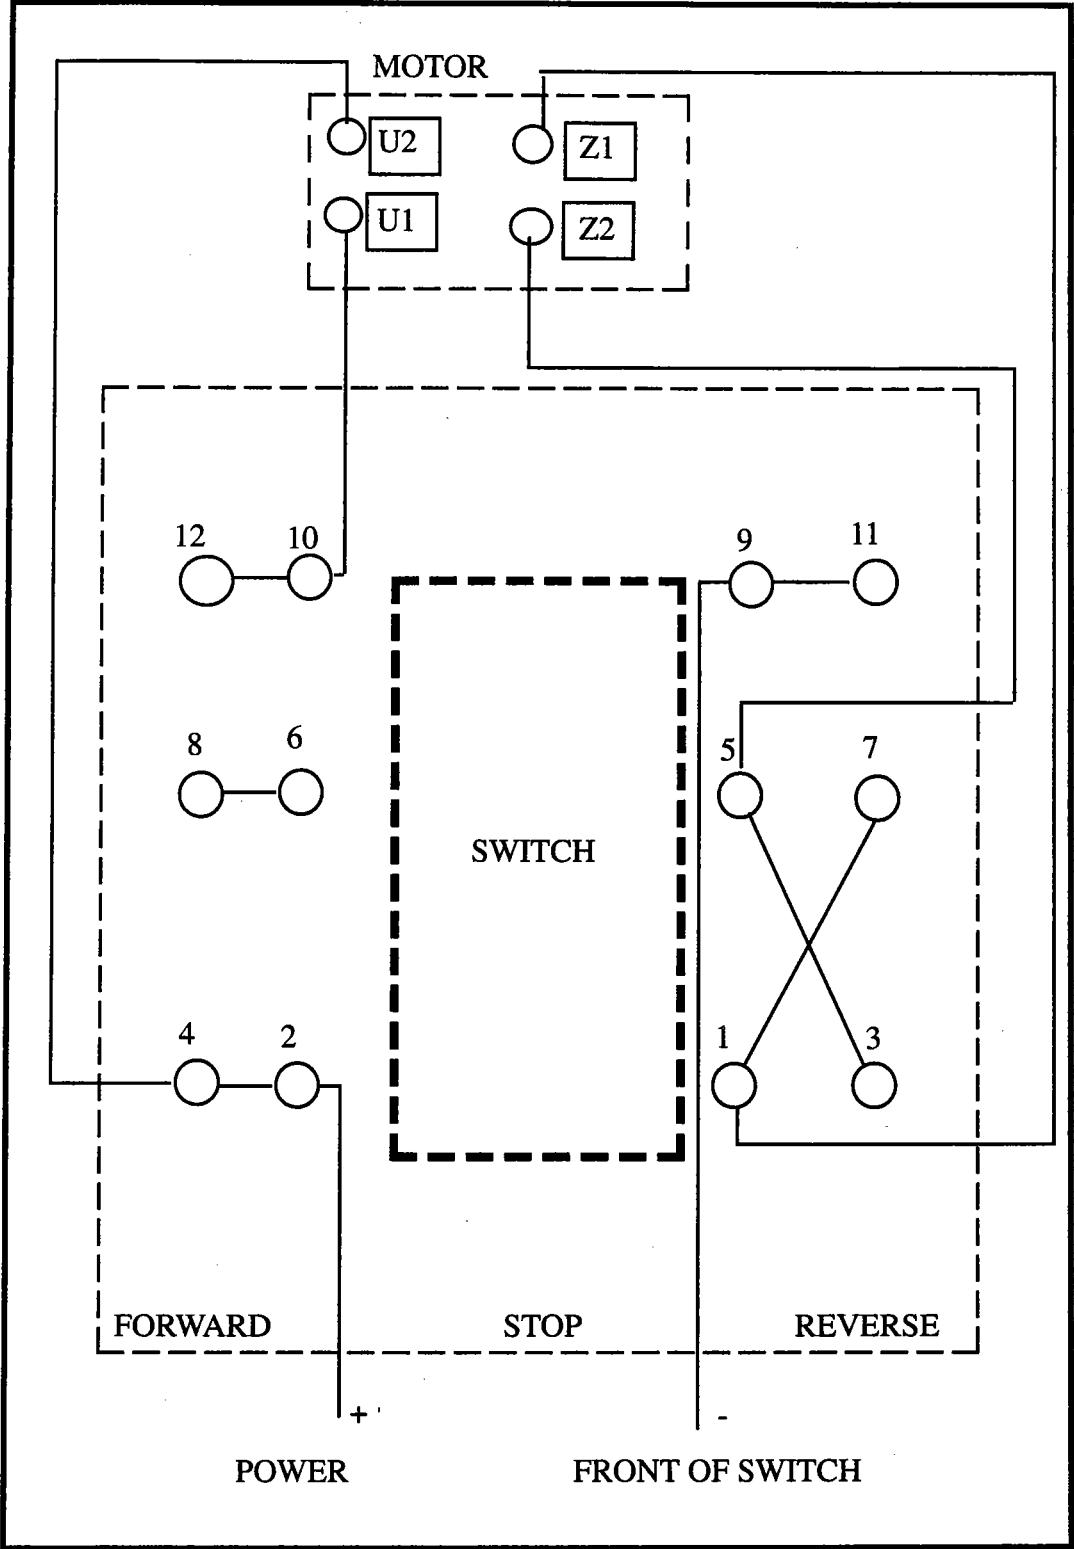 MOTOR
U2 Z1
U1 Z2
12 10 9 11
8 6 5 7
SWITCH
4 2 1 3
FORWARD STOP REVERSE
+ -
POWER FRONT OF SWITCH